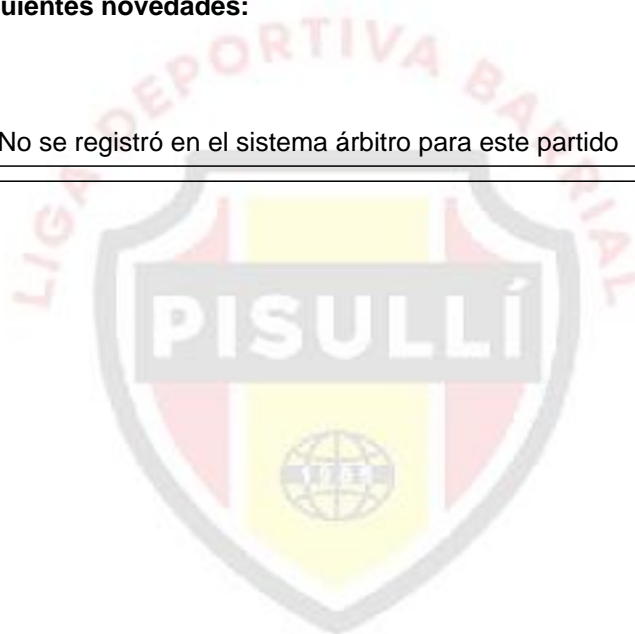 uientes novedades:
LIGA DEPORTIVA BARRIAL
No se registró en el sistema árbitro para este partido
PISULLÍ